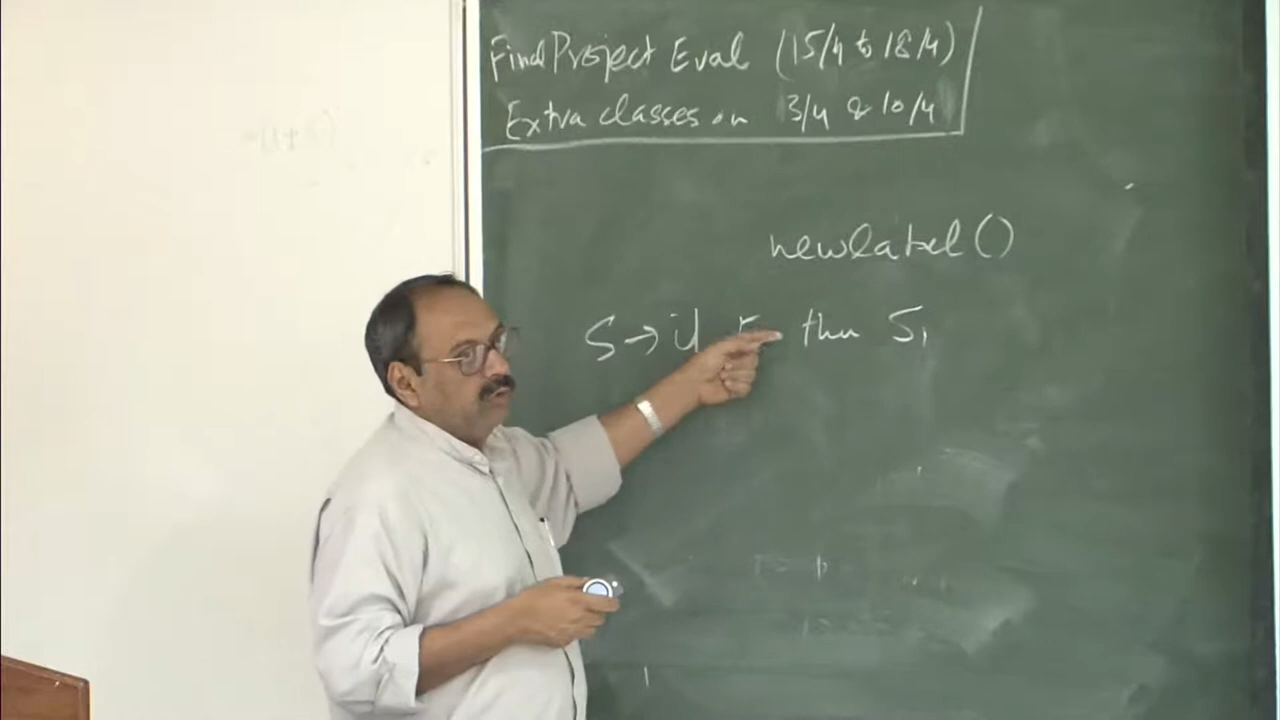 Final Project Eval (15/4 to 18/4)
Extra classes on 3/4 & 10/4
newlabel()
S → if E then S₁